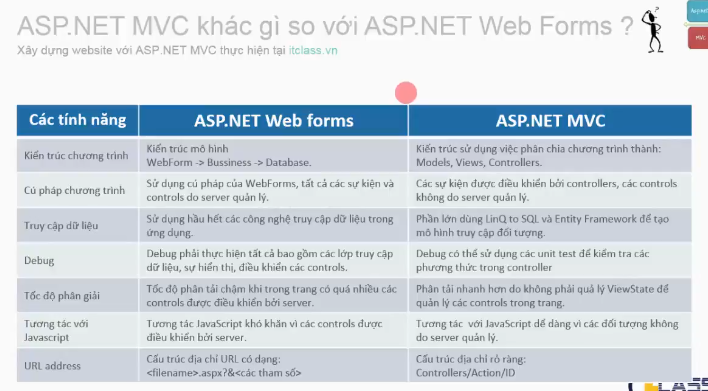 ASP.NET MVC khác gì so với ASP.NET Web Forms ?
Xây dựng website với ASP.NET MVC thực hiện tại itclass.vn
Các tính năng
ASP.NET Web forms
ASP.NET MVC
Kiến trúc chương trình
Kiến trúc mô hình
WebForm -> Bussiness -> Database.
Kiến trúc sử dụng việc phân chia chương trình thành:
Models, Views, Controllers.
Cú pháp chương trình
Sử dụng cú pháp của WebForms, tất cả các sự kiện và
controls do server quản lý.
Các sự kiện được điều khiển bởi controllers, các controls
không do server quản lý.
Truy cập dữ liệu
Sử dụng hầu hết các công nghệ truy cập dữ liệu trong
ứng dụng.
Phần lớn dùng LinQ to SQL và Entity Framework để tạo
mô hình truy cập đối tượng.
Debug
Debug phải thực hiện tất cả bao gồm các lớp truy cập
dữ liệu, sự hiển thị, điều khiển các controls.
Debug có thể sử dụng các unit test để kiểm tra các
phương thức trong controller
Tốc độ phân giải
Tốc độ phân tải chậm khi trong trang có quá nhiều các
controls được điều khiển bởi server.
Phân tải nhanh hơn do không phải quả lý ViewState để
quản lý các controls trong trang.
Tương tác với
Javascript
Tương tác JavaScript khó khăn vì các controls được
điều khiển bởi server.
Tương tác với JavaScript dễ dàng vì các đối tượng không
do server quản lý.
URL address
Cấu trúc địa chỉ URL có dạng:
<filename>.aspx?&<các tham số>
Cấu trúc địa chỉ rõ ràng:
Controllers/Action/ID